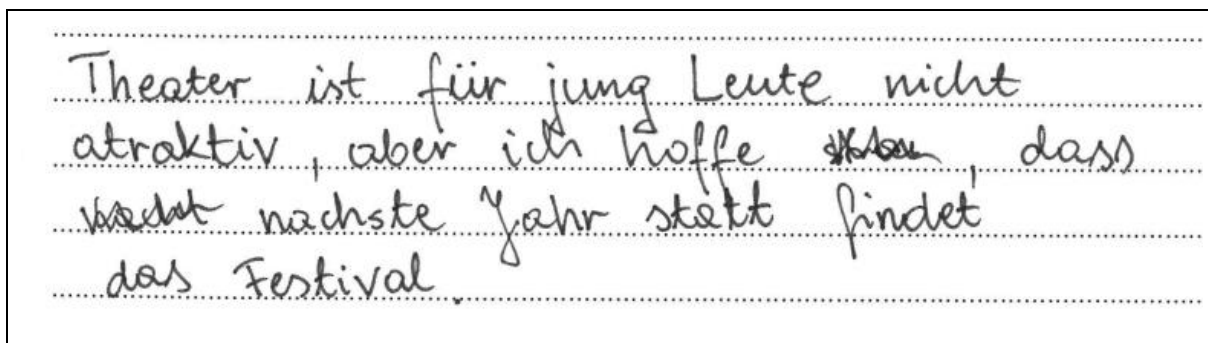 Theater ist für jung Leute nicht
atraktiv, aber ich hoffe , dass
nachste Jahr statt findet
das Festival.